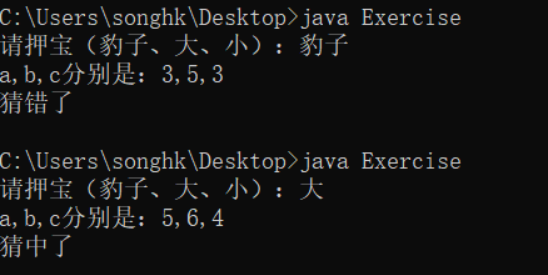 C:\Users\songhk\Desktop>java Exercise
请押宝（豹子、大、小）：豹子
a,b,c分别是：3,5,3
猜错了
C:\Users\songhk\Desktop>java Exercise
请押宝（豹子、大、小）：大
a,b,c分别是：5,6,4
猜中了